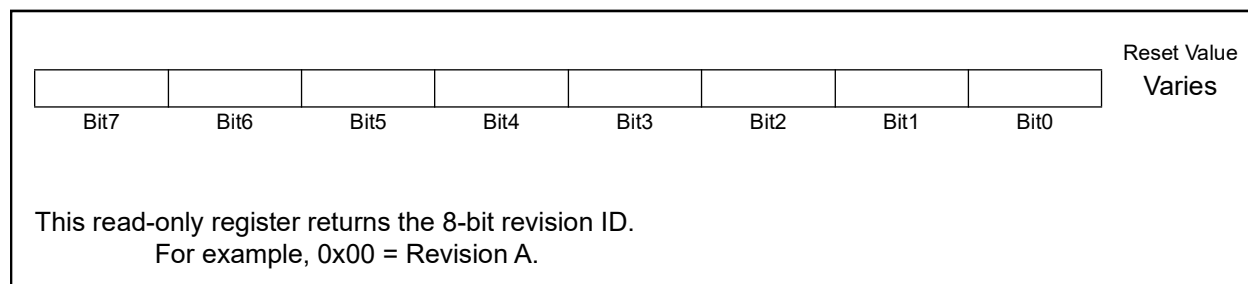 Reset Value
Varies
Bit7 Bit6 Bit5 Bit4 Bit3 Bit2 Bit1 Bit0
This read-only register returns the 8-bit revision ID.
For example, 0x00 = Revision A.